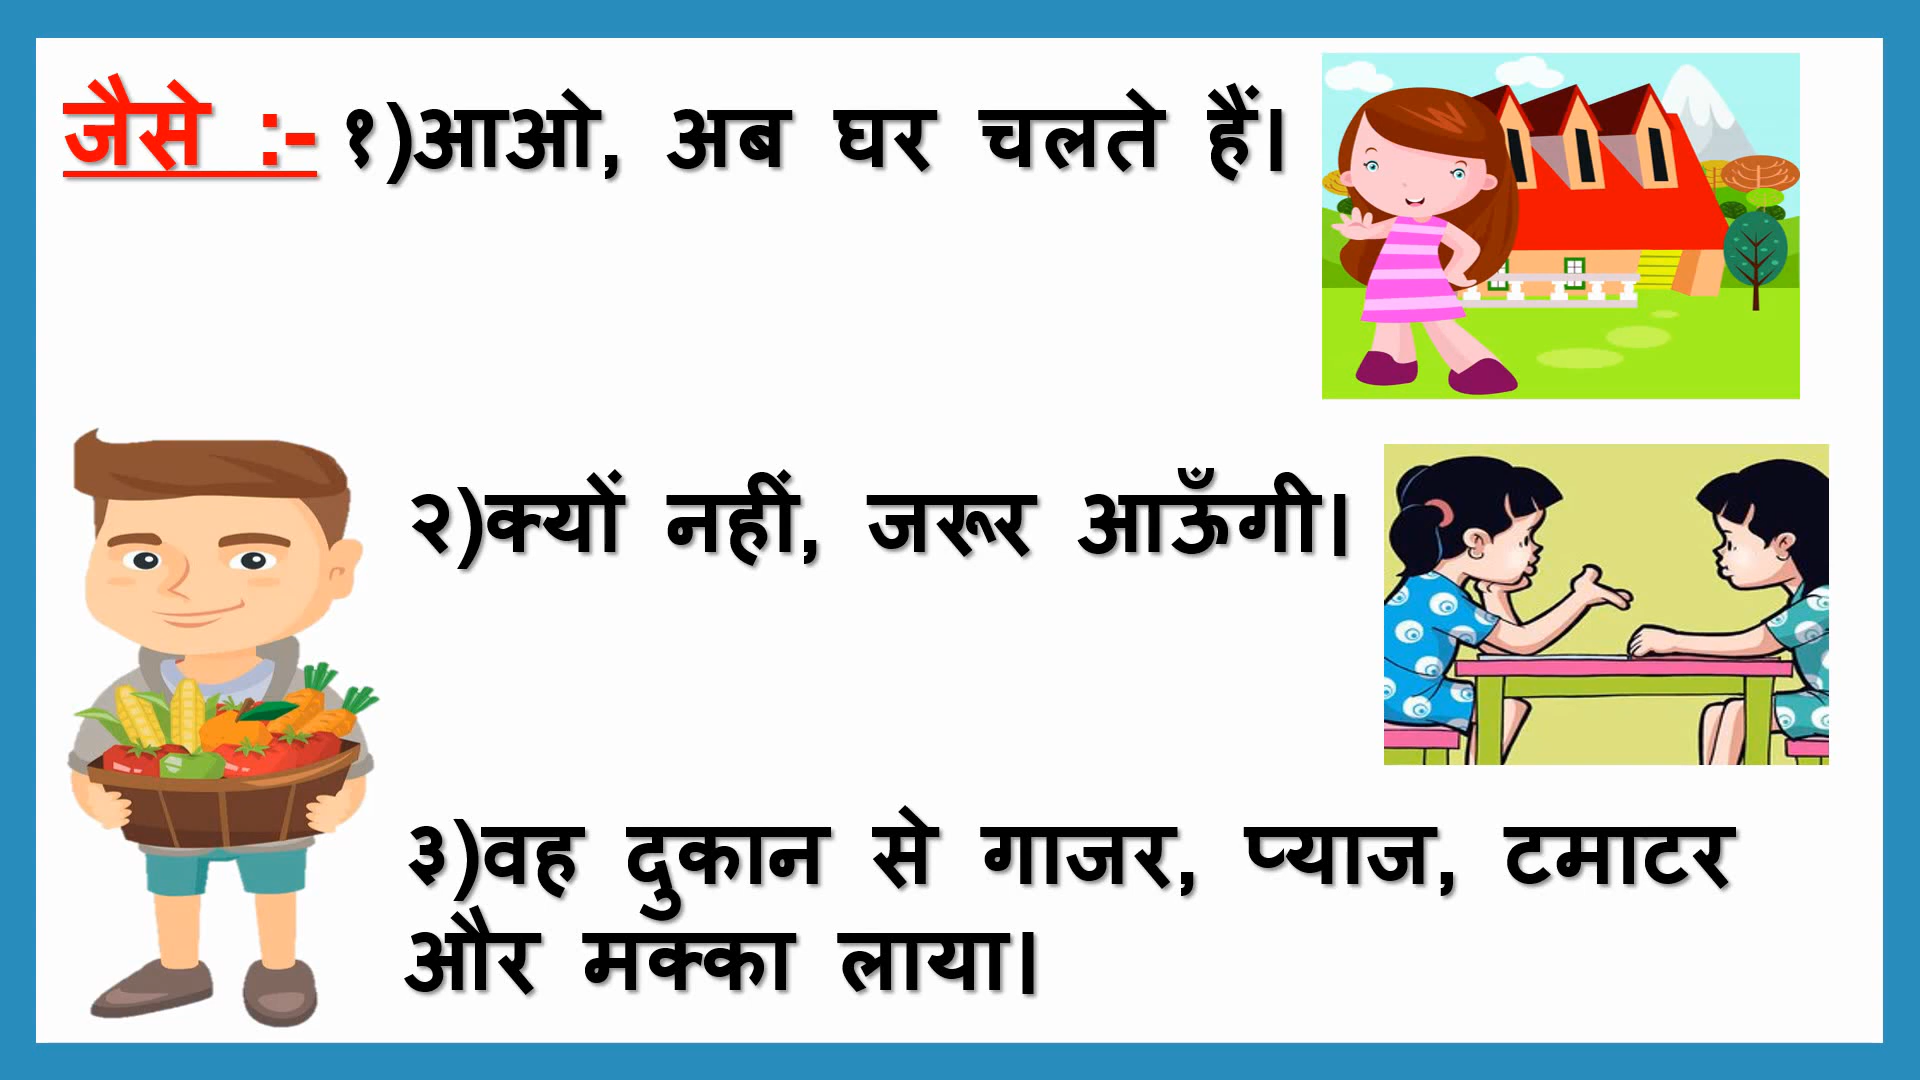 जैसे :- १)आओ, अब घर चलते हैं।
२)क्यों नहीं, जरूर आऊँगी।
३)वह दुकान से गाजर, प्याज, टमाटर
और मक्का लाया।